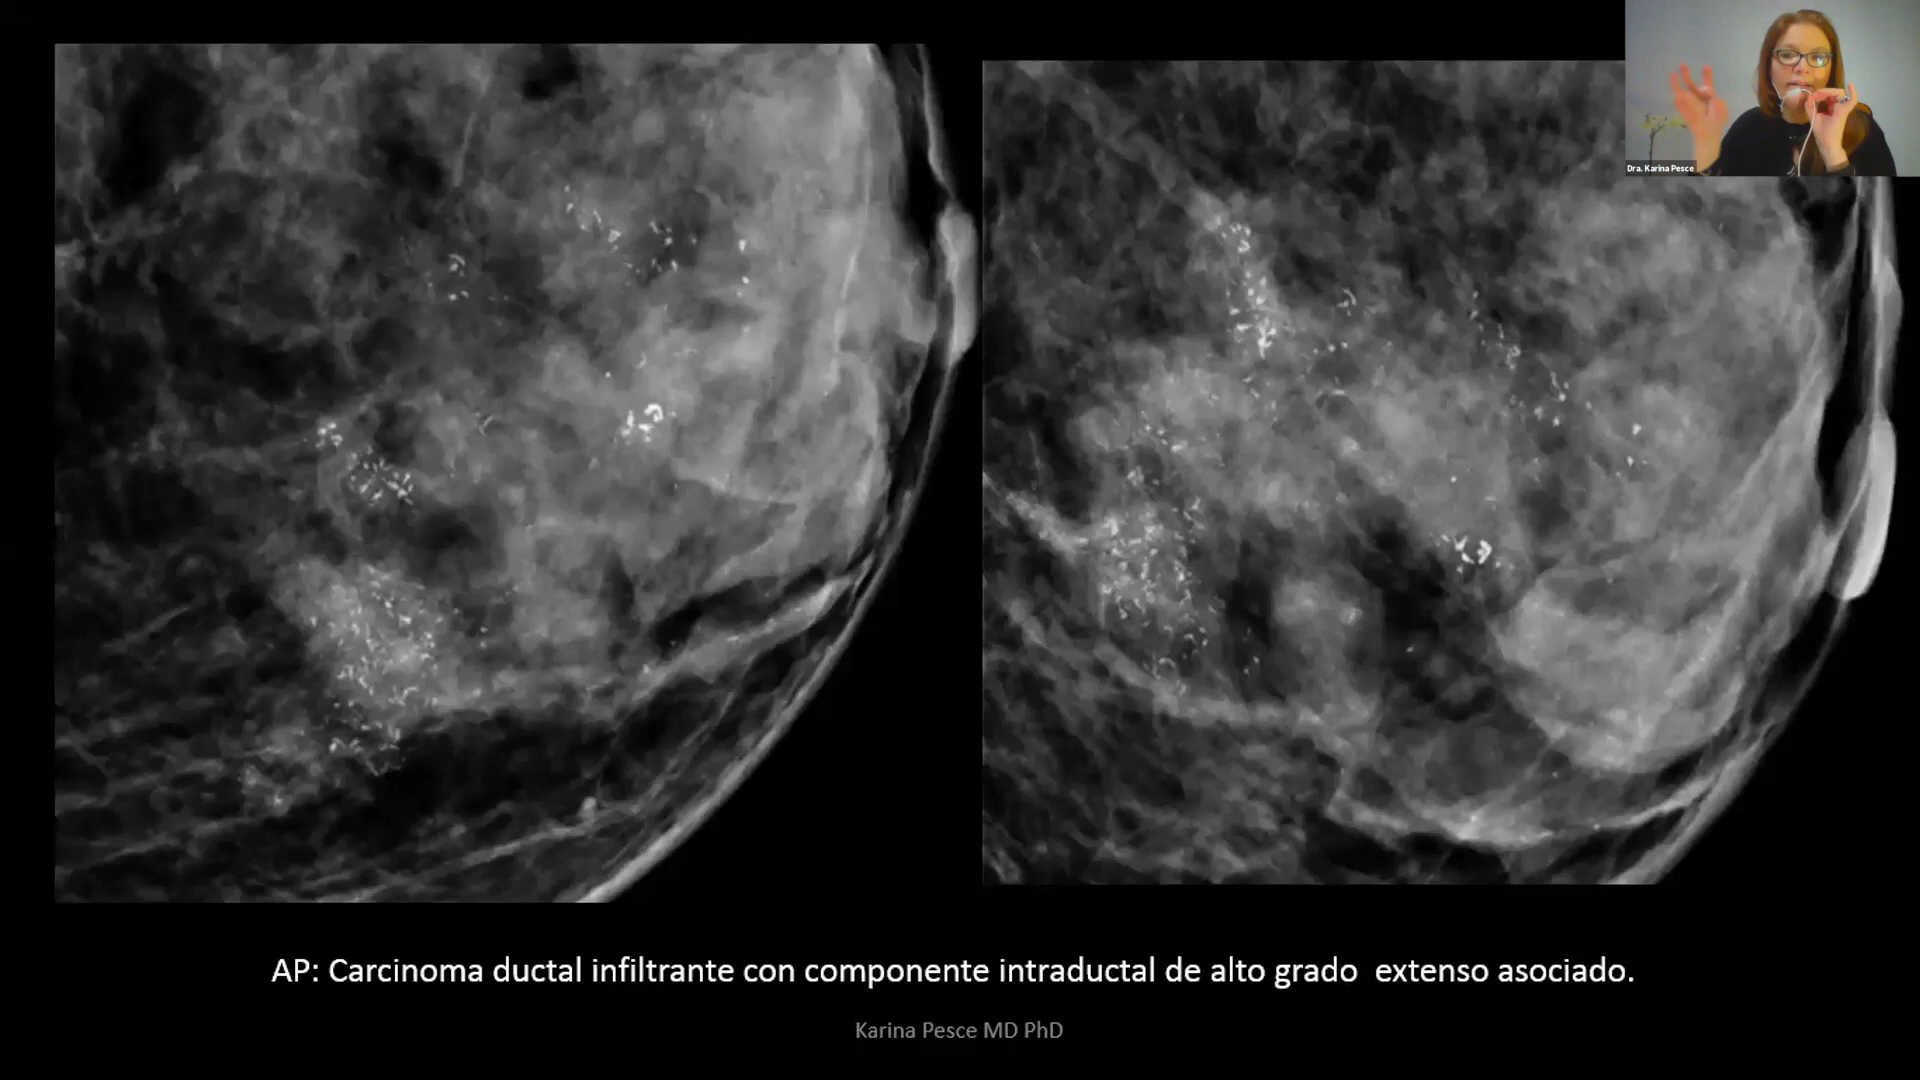 Dra. Karina Pesce
AP: Carcinoma ductal infiltrante con componente intraductal de alto grado  extenso asociado.
Karina Pesce MD PhD